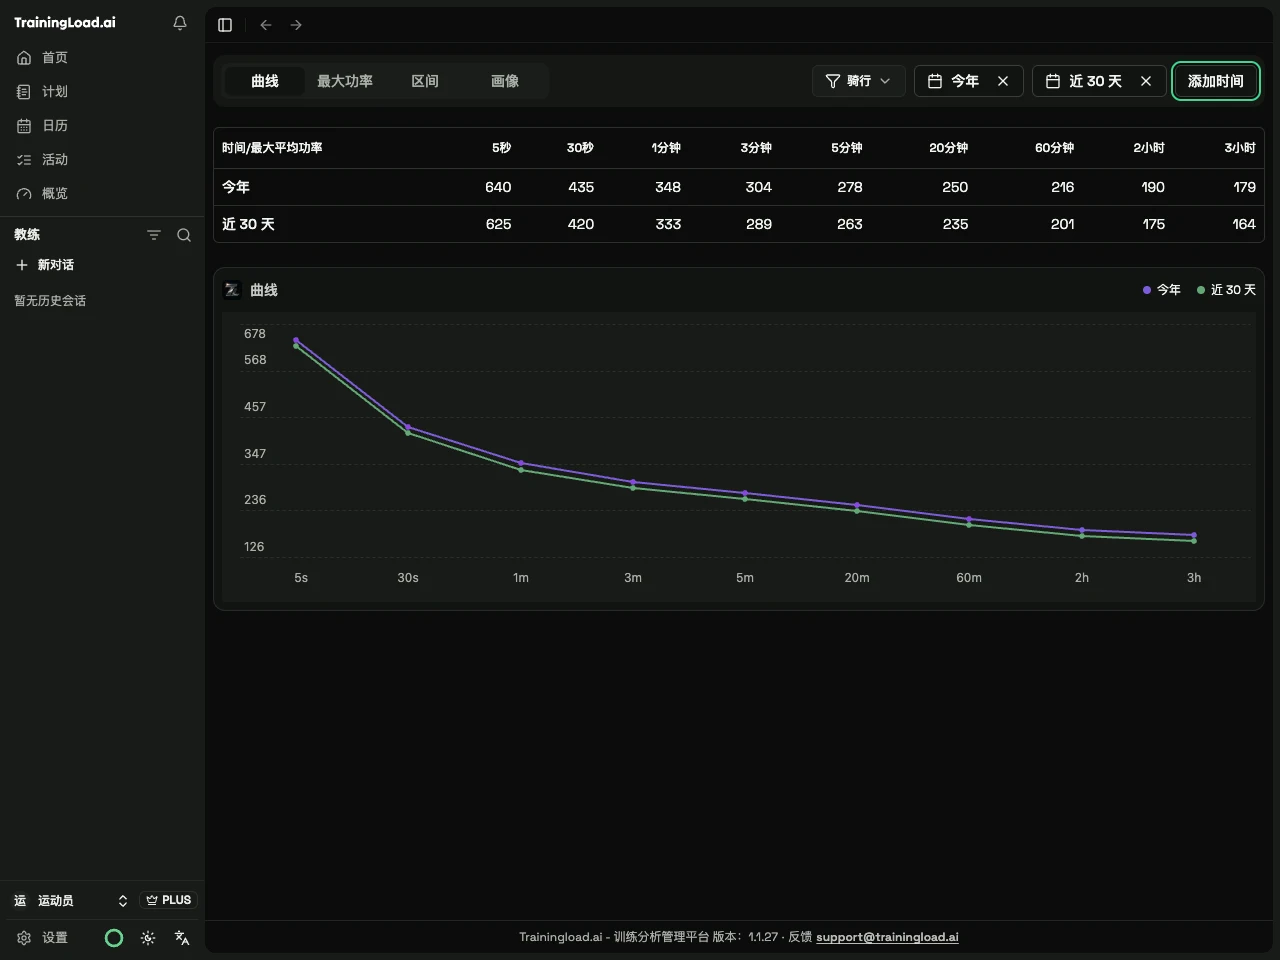 TrainingLoad.ai
首页
计划
日历
活动
概览
教练
新对话
暂无历史会话
运 运动员 PLUS
设置
曲线 最大功率 区间 画像 骑行 今年 近 30 天 添加时间
时间/最大平均功率 5秒 30秒 1分钟 3分钟 5分钟 20分钟 60分钟 2小时 3小时
今年 640 435 348 304 278 250 216 190 179
近 30 天 625 420 333 289 263 235 201 175 164
曲线 今年 近 30 天
678
568
457
347
236
126
5s 30s 1m 3m 5m 20m 60m 2h 3h
Trainingload.ai - 训练分析管理平台 版本: 1.1.27 · 反馈 support@trainingload.ai